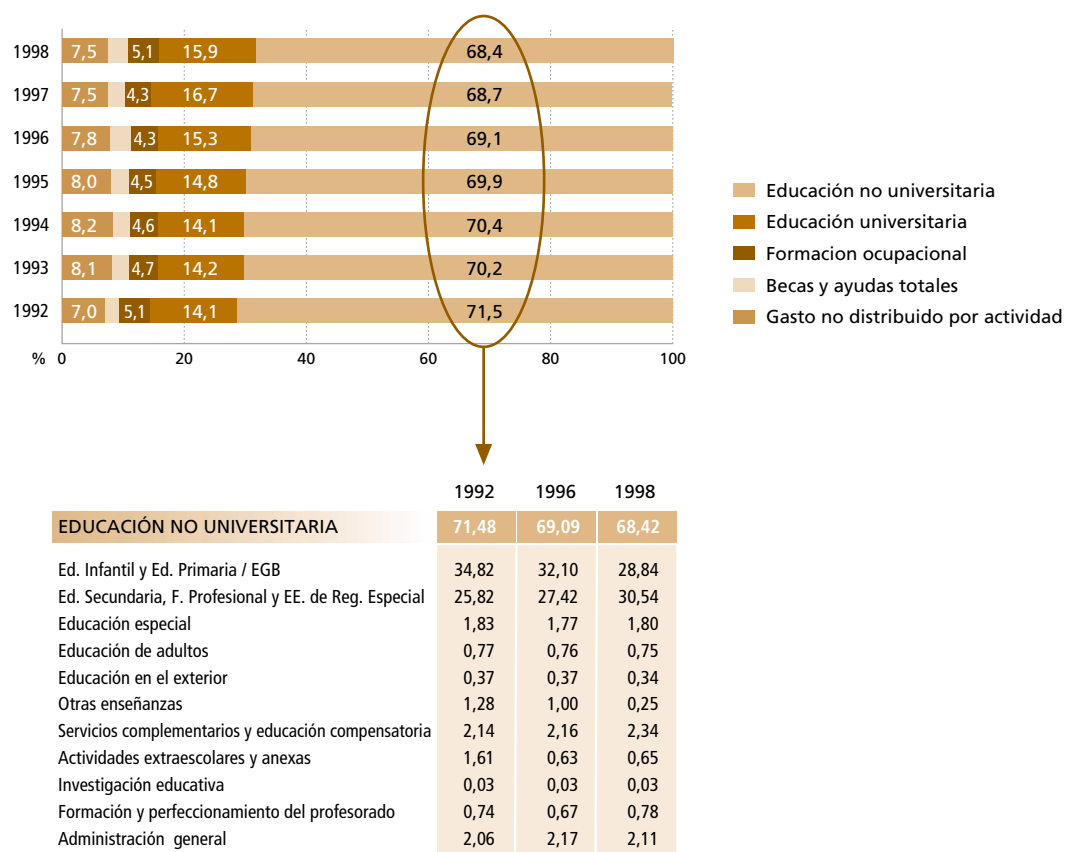 1998 7,5 5,1 15,9 68,4
1997 7,5 4,3 16,7 68,7
1996 7,8 4,3 15,3 69,1
1995 8,0 4,5 14,8 69,9
1994 8,2 4,6 14,1 70,4
1993 8,1 4,7 14,2 70,2
1992 7,0 5,1 14,1 71,5
% 0 20 40 60 80 100
Educación no universitaria
Educación universitaria
Formacion ocupacional
Becas y ayudas totales
Gasto no distribuido por actividad
1992 1996 1998
EDUCACIÓN NO UNIVERSITARIA 71,48 69,09 68,42
Ed. Infantil y Ed. Primaria / EGB 34,82 32,10 28,84
Ed. Secundaria, F. Profesional y EE. de Reg. Especial 25,82 27,42 30,54
Educación especial 1,83 1,77 1,80
Educación de adultos 0,77 0,76 0,75
Educación en el exterior 0,37 0,37 0,34
Otras enseñanzas 1,28 1,00 0,25
Servicios complementarios y educación compensatoria 2,14 2,16 2,34
Actividades extraescolares y anexas 1,61 0,63 0,65
Investigación educativa 0,03 0,03 0,03
Formación y perfeccionamiento del profesorado 0,74 0,67 0,78
Administración general 2,06 2,17 2,11